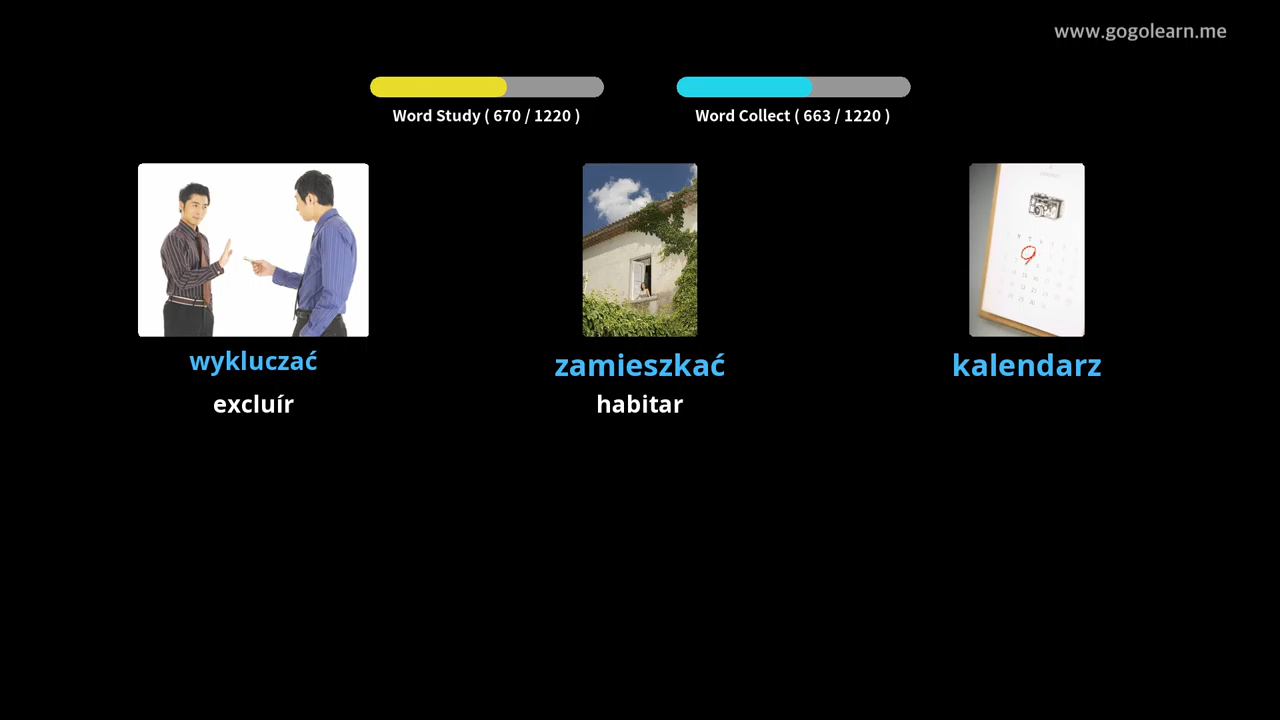 www.gogolearn.me
Word Study ( 670 / 1220 )
Word Collect ( 663 / 1220 )
wykluczać
zamieszkać
kalendarz
excluír
habitar